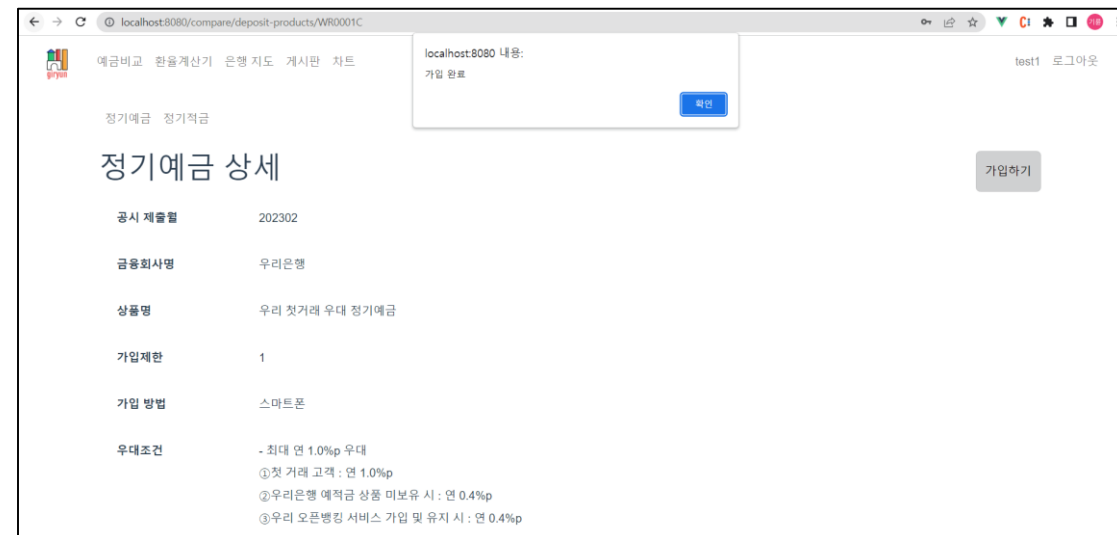 localhost:8080/compare/deposit-products/WR0001C
기륜
giryun
예금비교 환율계산기 은행 지도 게시판 차트
test1 로그아웃
localhost:8080 내용:
가입 완료
확인
정기예금 정기적금
정기예금 상세
가입하기
공시 제출월 202302
금융회사명 우리은행
상품명 우리 첫거래 우대 정기예금
가입제한 1
가입 방법 스마트폰
우대조건 - 최대 연 1.0%p 우대
①첫 거래 고객 : 연 1.0%p
②우리은행 예적금 상품 미보유 시 : 연 0.4%p
③우리 오픈뱅킹 서비스 가입 및 유지 시 : 연 0.4%p